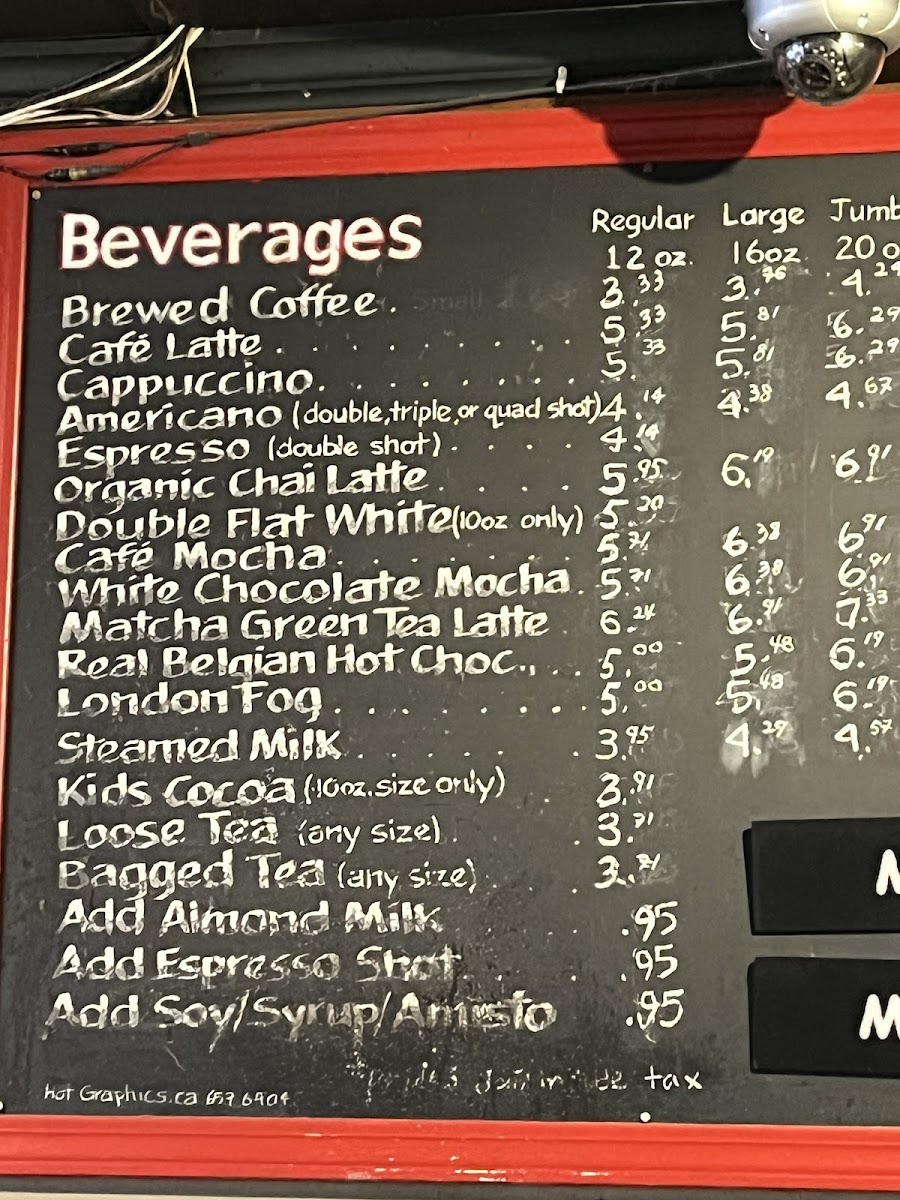 Beverages Regular Large Jumb
12 oz. 16oz 20 o
Brewed Coffee. 3.33 3.76 4.29
Café Latte . . . . . . . . 5.33 5.81 6.29
Cappuccino. . . . . . . . 5.33 5.81 6.29
Americano (double,triple,or quad shot) 4.14 4.38 4.67
Espresso (double shot) . . . . 4.14
Organic Chai Latte . . . . 5.95 6.19 6.91
Double Flat White (10oz only) 5.20
Café Mocha . . . . . . . 5.71 6.38 6.91
White Chocolate Mocha . 5.71 6.38 6.91
Matcha Green Tea Latte . 6.24 6.91 7.33
Real Belgian Hot Choc.. . . 5.00 5.48 6.19
London Fog . . . . . . . . 5.00 5.48 6.19
Steamed Milk . . . . . . 3.95 4.29 4.57
Kids Cocoa (10oz. size only) . 3.91
Loose Tea (any size) . . 3.71
Bagged Tea (any size) . . 3.71
Add Almond Milk . . .95
Add Espresso Shot . . . .95
Add Soy/Syrup/Amisto .95
tax
hot Graphics.ca 657 6904
N
M